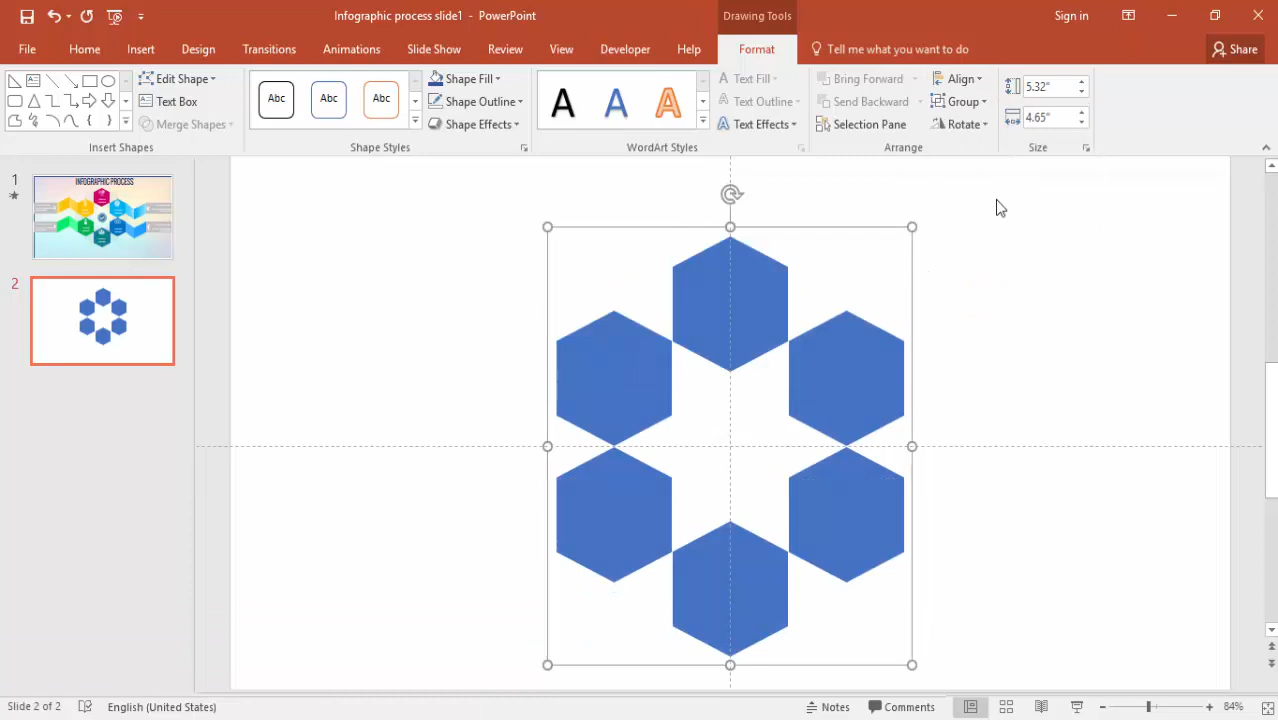 Infographic process slide1 - PowerPoint
Drawing Tools
Sign in
File Home Insert Design Transitions Animations Slide Show Review View Developer Help Format Tell me what you want to do Share
Edit Shape
Text Box
Merge Shapes
Insert Shapes
Abc Abc Abc
Shape Fill
Shape Outline
Shape Effects
Shape Styles
A A A
Text Fill
Text Outline
Text Effects
WordArt Styles
Bring Forward
Send Backward
Selection Pane
Align
Group
Rotate
Arrange
5.32"
4.65"
Size
1
INFOGRAPHIC PROCESS
2
Slide 2 of 2 English (United States) Notes Comments 84%